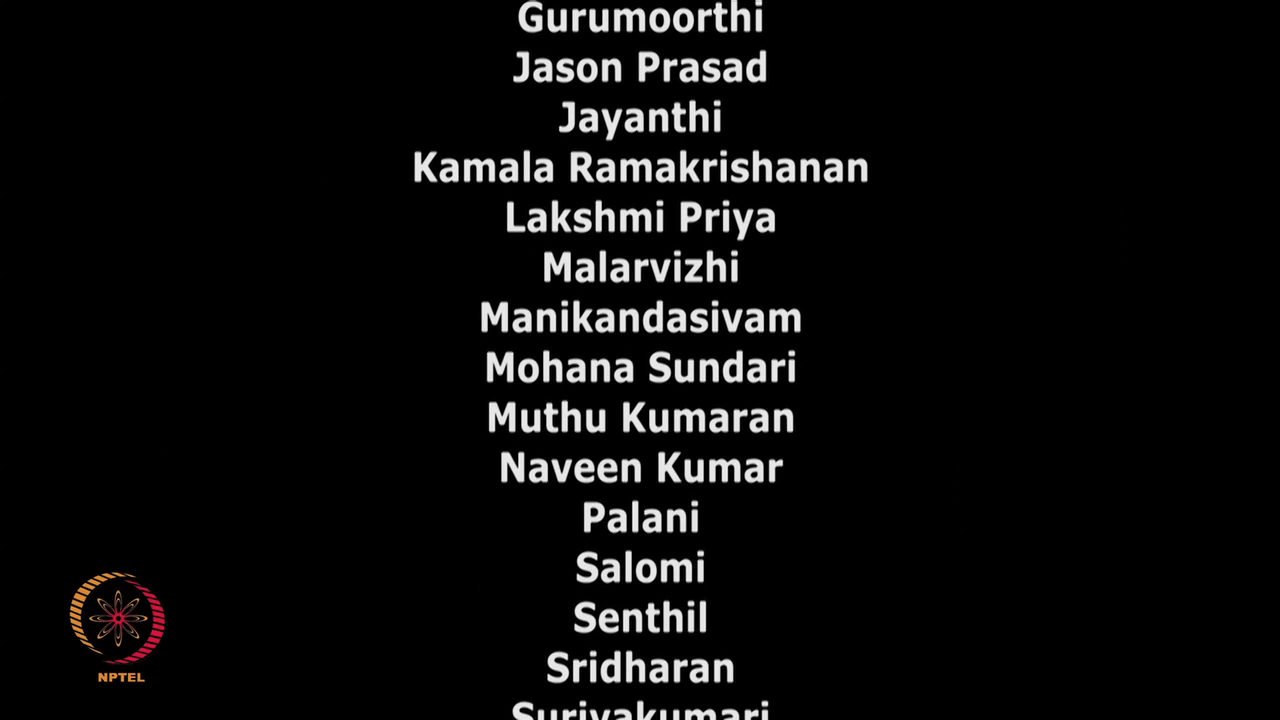 Gurumoorthi
Jason Prasad
Jayanthi
Kamala Ramakrishanan
Lakshmi Priya
Malarvizhi
Manikandasivam
Mohana Sundari
Muthu Kumaran
Naveen Kumar
Palani
Salomi
Senthil
Sridharan
Suriyakumari
NPTEL